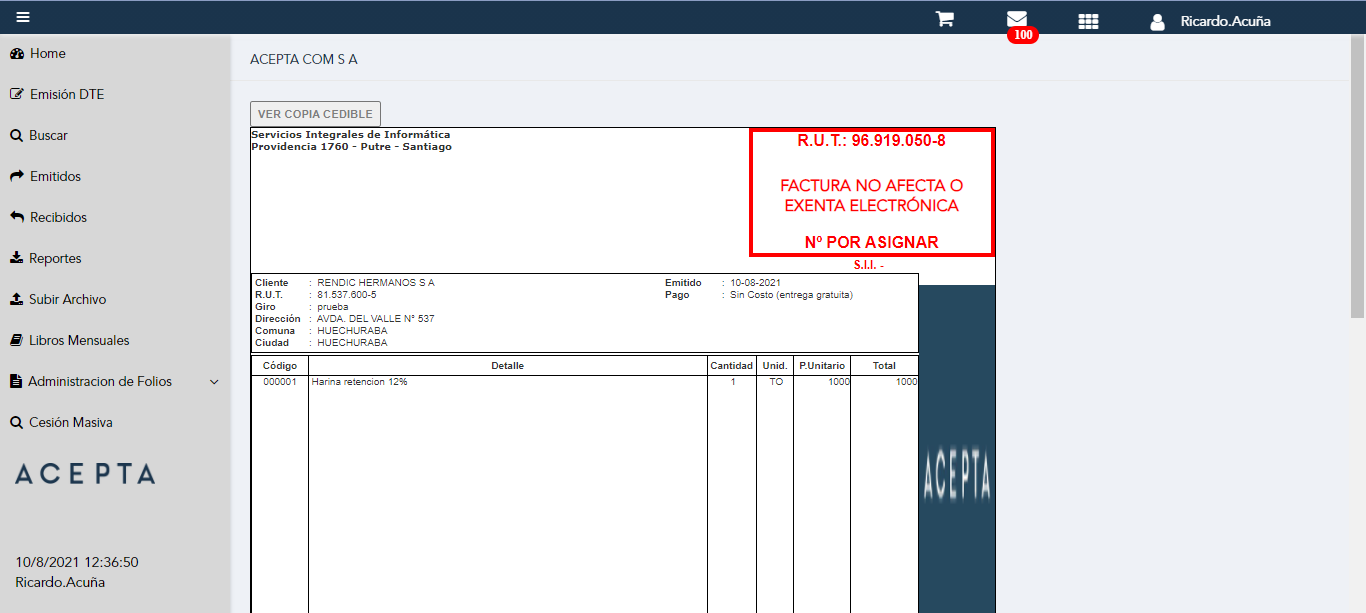 100
Ricardo.Acuña
Home
Emisión DTE
Buscar
Emitidos
Recibidos
Reportes
Subir Archivo
Libros Mensuales
Administracion de Folios
Cesión Masiva
ACEPTA
10/8/2021 12:36:50
Ricardo.Acuña
ACEPTA COM S A
VER COPIA CEDIBLE
Servicios Integrales de Informática
Providencia 1760 - Putre - Santiago
R.U.T.: 96.919.050-8
FACTURA NO AFECTA O
EXENTA ELECTRÓNICA
Nº POR ASIGNAR
S.I.I. -
Cliente : RENDIC HERMANOS S A Emitido : 10-08-2021
R.U.T. : 81.537.600-5 Pago : Sin Costo (entrega gratuita)
Giro : prueba
Dirección : AVDA. DEL VALLE N° 537
Comuna : HUECHURABA
Ciudad : HUECHURABA
Código Detalle Cantidad Unid. P.Unitario Total
000001 Harina retencion 12% 1 TO 1000 1000
ACEPTA